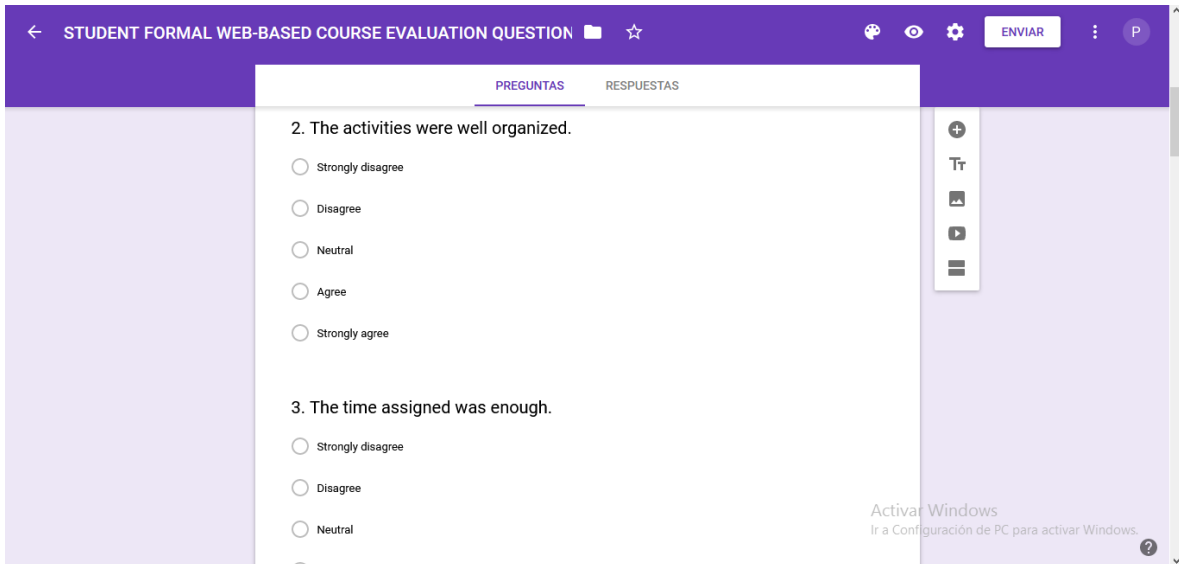 STUDENT FORMAL WEB-BASED COURSE EVALUATION QUESTION
ENVIAR
P
PREGUNTAS RESPUESTAS
2. The activities were well organized.
Strongly disagree
Disagree
Neutral
Agree
Strongly agree
3. The time assigned was enough.
Strongly disagree
Disagree
Neutral
Activar Windows
Ir a Configuración de PC para activar Windows.